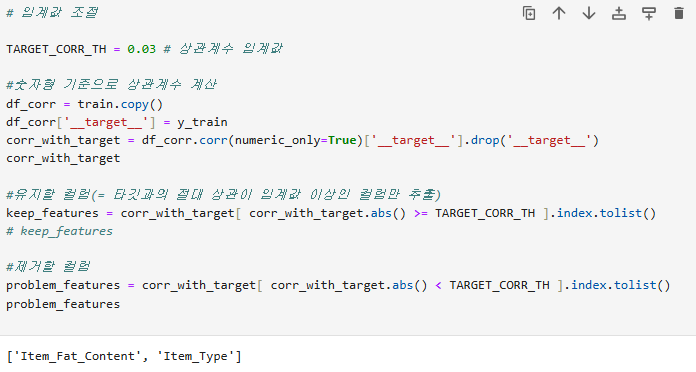 # 임계값 조절
TARGET_CORR_TH = 0.03 # 상관계수 임계값
#숫자형 기준으로 상관계수 계산
df_corr = train.copy()
df_corr['__target__'] = y_train
corr_with_target = df_corr.corr(numeric_only=True)['__target__'].drop('__target__')
corr_with_target
#유지할 컬럼(= 타깃과의 절대 상관이 임계값 이상인 컬럼만 추출)
keep_features = corr_with_target[ corr_with_target.abs() >= TARGET_CORR_TH ].index.tolist()
# keep_features
#제거할 컬럼
problem_features = corr_with_target[ corr_with_target.abs() < TARGET_CORR_TH ].index.tolist()
problem_features
['Item_Fat_Content', 'Item_Type']